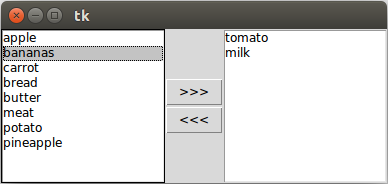 tk
apple
bananas
carrot
bread
butter
meat
potato
pineapple
>>>
<<<
tomato
milk